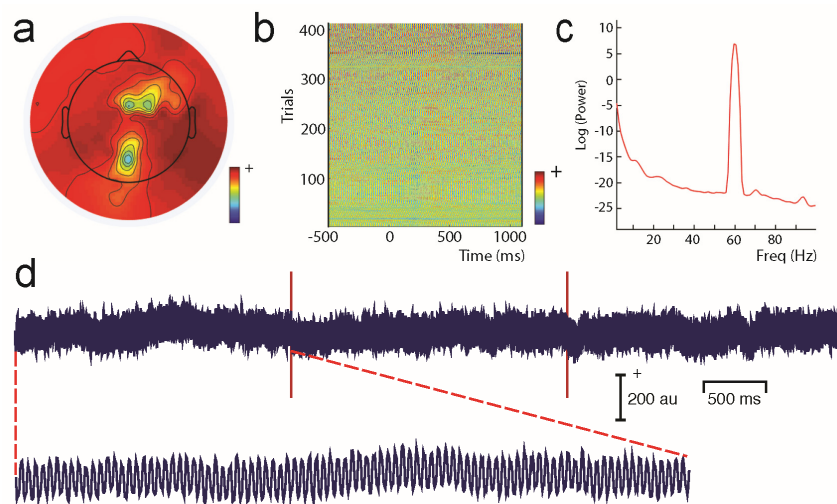 a
+
b
Trials
400
300
200
100
-500
0
500
1000
Time (ms)
+
c
Log (Power)
10
5
0
-5
-10
-15
-20
-25
20
40
60
80
Freq (Hz)
d
+
200 au
500 ms